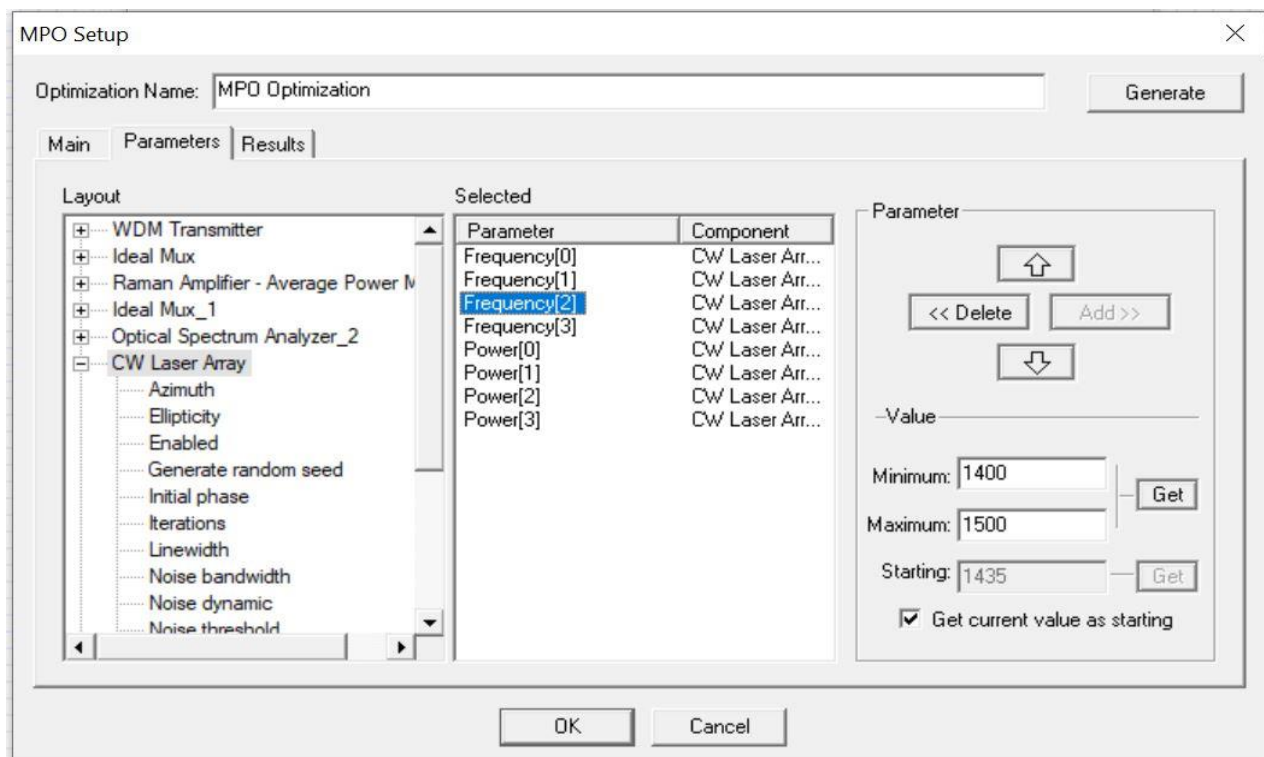 MPO Setup
Optimization Name: MPO Optimization
Generate
Main Parameters Results
Layout
WDM Transmitter
Ideal Mux
Raman Amplifier - Average Power M
Ideal Mux_1
Optical Spectrum Analyzer_2
CW Laser Array
Azimuth
Ellipticity
Enabled
Generate random seed
Initial phase
Iterations
Linewidth
Noise bandwidth
Noise dynamic
Noise threshold
Selected
Parameter Component
Frequency[0] CW Laser Arr...
Frequency[1] CW Laser Arr...
Frequency[2] CW Laser Arr...
Frequency[3] CW Laser Arr...
Power[0] CW Laser Arr...
Power[1] CW Laser Arr...
Power[2] CW Laser Arr...
Power[3] CW Laser Arr...
Parameter
<< Delete Add >>
Value
Minimum: 1400
Get
Maximum: 1500
Starting: 1435 Get
Get current value as starting
OK Cancel